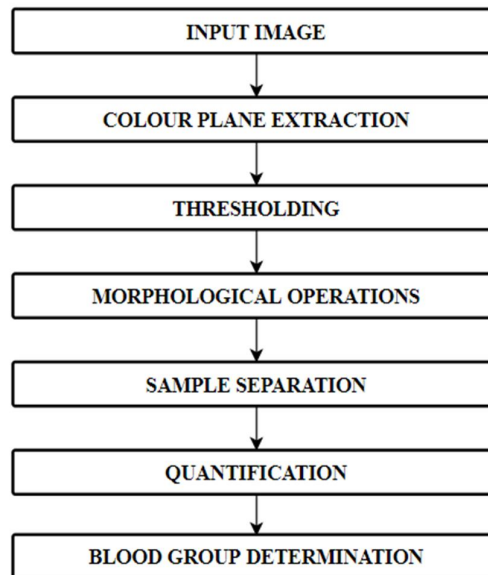 INPUT IMAGE
COLOUR PLANE EXTRACTION
THRESHOLDING
MORPHOLOGICAL OPERATIONS
SAMPLE SEPARATION
QUANTIFICATION
BLOOD GROUP DETERMINATION